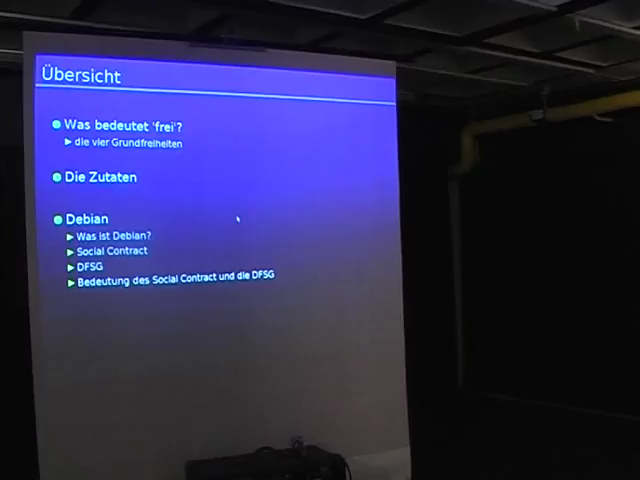 Übersicht
Was bedeutet 'frei'?
die vier Grundfreiheiten
Die Zutaten
Debian
Was ist Debian?
Social Contract
DFSG
Bedeutung des Social Contract und die DFSG